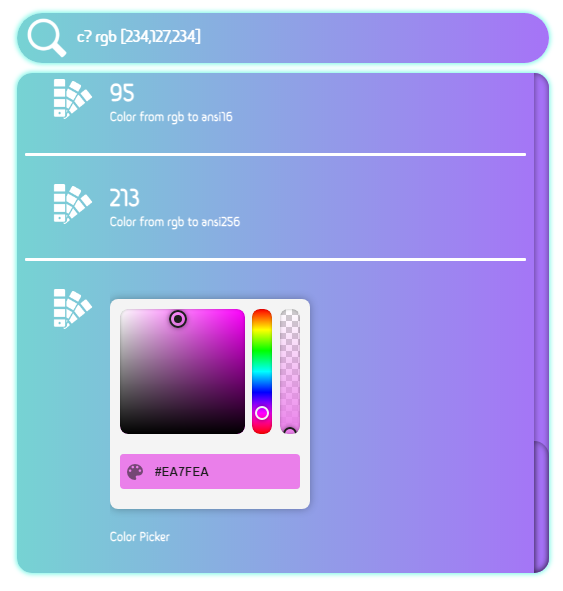 c? rgb [234,127,234]
95
Color from rgb to ansi16
213
Color from rgb to ansi256
#EA7FEA
Color Picker